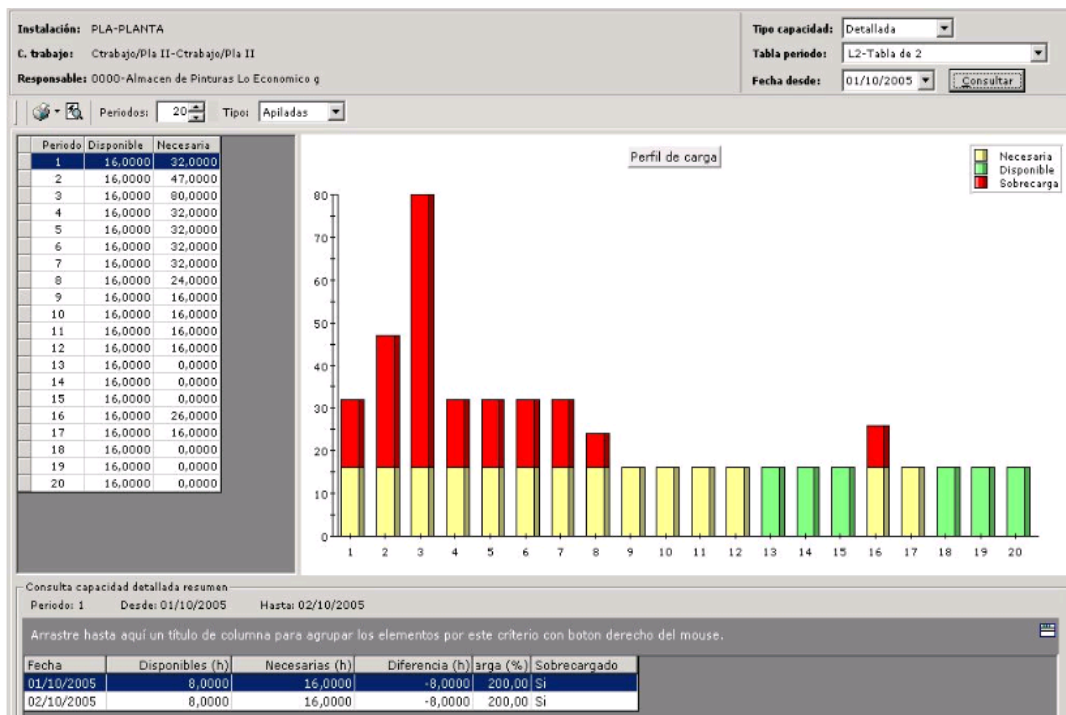 Instalación: PLA-PLANTA
C. trabajo: Ctrabajo/Pla II-Ctrabajo/Pla II
Responsable: 0000-Almacen de Pinturas Lo Economico g
Tipo capacidad: Detallada
Tabla periodo: L2-Tabla de 2
Fecha desde: 01/10/2005 Consultar
Periodos: 20 Tipo: Apiladas
Periodo Disponible Necesaria
1 16,0000 32,0000
2 16,0000 47,0000
3 16,0000 80,0000
4 16,0000 32,0000
5 16,0000 32,0000
6 16,0000 32,0000
7 16,0000 32,0000
8 16,0000 24,0000
9 16,0000 16,0000
10 16,0000 16,0000
11 16,0000 16,0000
12 16,0000 16,0000
13 16,0000 0,0000
14 16,0000 0,0000
15 16,0000 0,0000
16 16,0000 26,0000
17 16,0000 16,0000
18 16,0000 0,0000
19 16,0000 0,0000
20 16,0000 0,0000
Perfil de carga
Necesaria
Disponible
Sobrecarga
80
70
60
50
40
30
20
10
0
1 2 3 4 5 6 7 8 9 10 11 12 13 14 15 16 17 18 19 20
Consulta capacidad detallada resumen
Periodo: 1 Desde: 01/10/2005 Hasta: 02/10/2005
Arrastre hasta aquí un título de columna para agrupar los elementos por este criterio con boton derecho del mouse.
Fecha Disponibles (h) Necesarias (h) Diferencia (h) arga (%) Sobrecargado
01/10/2005 8,0000 16,0000 -8,0000 200,00 Si
02/10/2005 8,0000 16,0000 -8,0000 200,00 Si